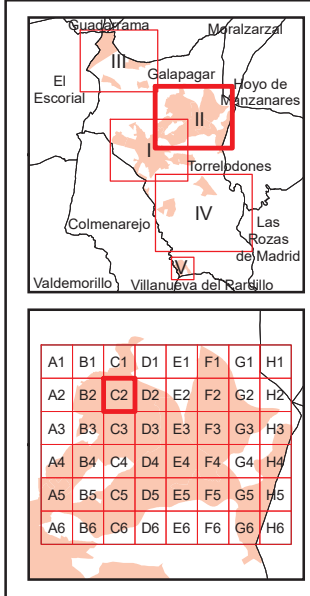 Guadarrama
Moralzarzal
III
El
Escorial
Galapagar
Hoyo de
Manzanares
II
I
Torrelodones
IV
Colmenarejo
Las
Rozas
de Madrid
V
Valdemorillo
Villanueva del Pardillo
A1 B1 C1 D1 E1 F1 G1 H1
A2 B2 C2 D2 E2 F2 G2 H2
A3 B3 C3 D3 E3 F3 G3 H3
A4 B4 C4 D4 E4 F4 G4 H4
A5 B5 C5 D5 E5 F5 G5 H5
A6 B6 C6 D6 E6 F6 G6 H6